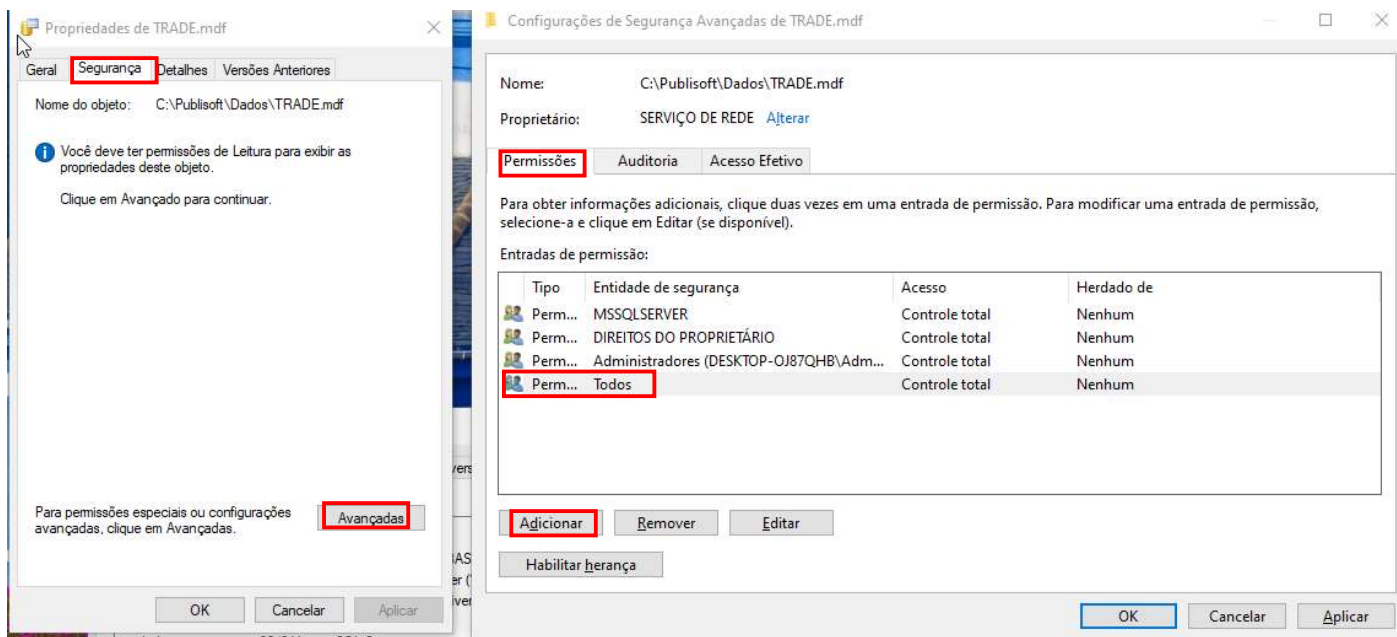 Propriedades de TRADE.mdf
Geral Segurança Detalhes Versões Anteriores
Nome do objeto: C:\Publisoft\Dados\TRADE.mdf
Você deve ter permissões de Leitura para exibir as
propriedades deste objeto.
Clique em Avançado para continuar.
Para permissões especiais ou configurações
avançadas, clique em Avançadas.
Avançadas
OK Cancelar Aplicar
Configurações de Segurança Avançadas de TRADE.mdf
Nome: C:\Publisoft\Dados\TRADE.mdf
Proprietário: SERVIÇO DE REDE Alterar
Permissões Auditoria Acesso Efetivo
Para obter informações adicionais, clique duas vezes em uma entrada de permissão. Para modificar uma entrada de permissão,
selecione-a e clique em Editar (se disponível).
Entradas de permissão:
Tipo Entidade de segurança Acesso Herdado de
Perm... MSSQLSERVER Controle total Nenhum
Perm... DIREITOS DO PROPRIETÁRIO Controle total Nenhum
Perm... Administradores (DESKTOP-OJ87QHB\Adm... Controle total Nenhum
Perm... Todos Controle total Nenhum
Adicionar Remover Editar
Habilitar herança
OK Cancelar Aplicar